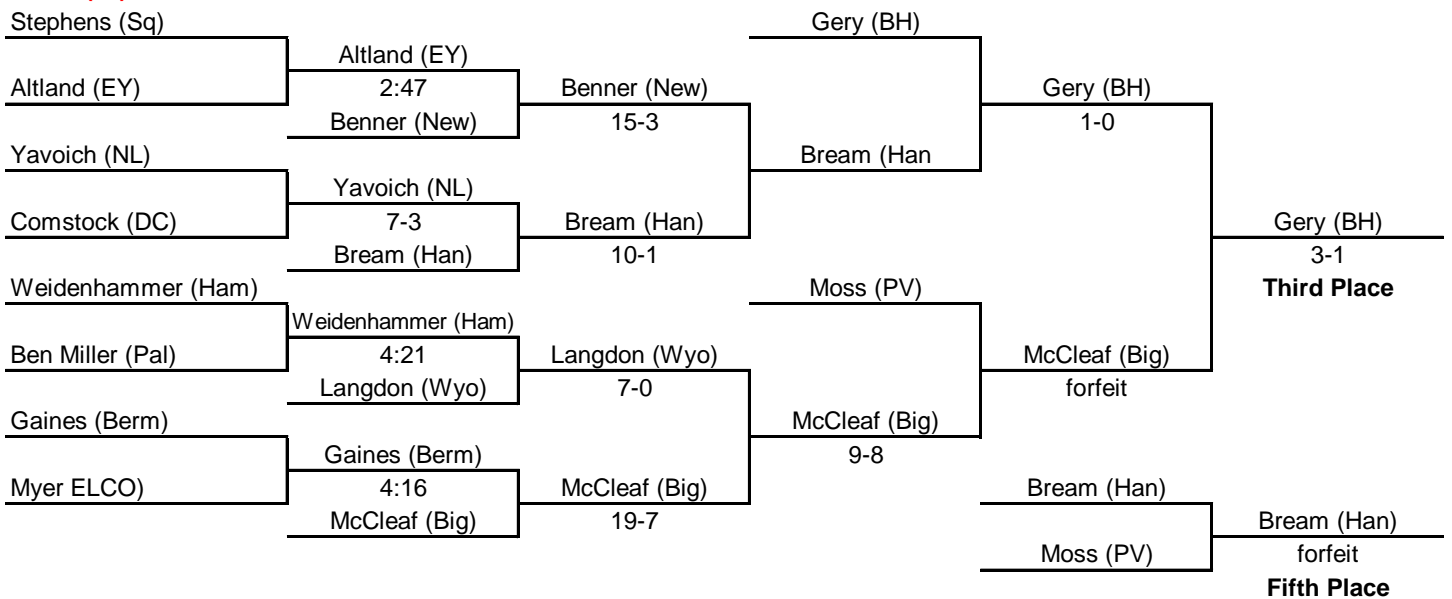 Stephens (Sq)
Altland (EY)
Altland (EY)
2:47
Benner (New)
Benner (New)
15-3
Yavoich (NL)
Comstock (DC)
Yavoich (NL)
7-3
Bream (Han)
Bream (Han)
10-1
Weidenhammer (Ham)
Ben Miller (Pal)
Weidenhammer (Ham)
4:21
Langdon (Wyo)
Langdon (Wyo)
7-0
Gaines (Berm)
Myer ELCO)
Gaines (Berm)
4:16
McCleaf (Big)
McCleaf (Big)
19-7
Gery (BH)
Bream (Han
Gery (BH)
1-0
Moss (PV)
McCleaf (Big)
9-8
McCleaf (Big)
forfeit
Gery (BH)
3-1
Third Place
Bream (Han)
Moss (PV)
Bream (Han)
forfeit
Fifth Place